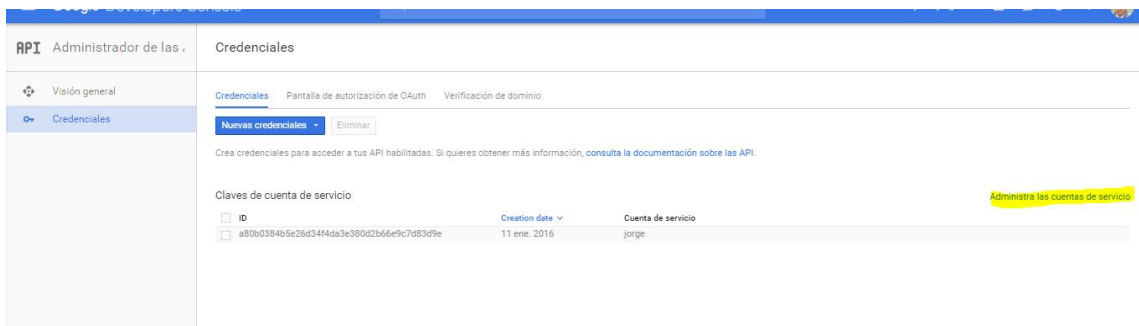 API Administrador de las
Credenciales
Visión general
Credenciales
Credenciales Pantalla de autorización de OAuth Verificación de dominio
Nuevas credenciales Eliminar
Crea credenciales para acceder a tus API habilitadas. Si quieres obtener más información, consulta la documentación sobre las API.
Claves de cuenta de servicio
Administra las cuentas de servicio
ID Creation date Cuenta de servicio
a80b0384b5e26d34f4da3e380d2b66e9c7d83d9e 11 ene. 2016 jorge